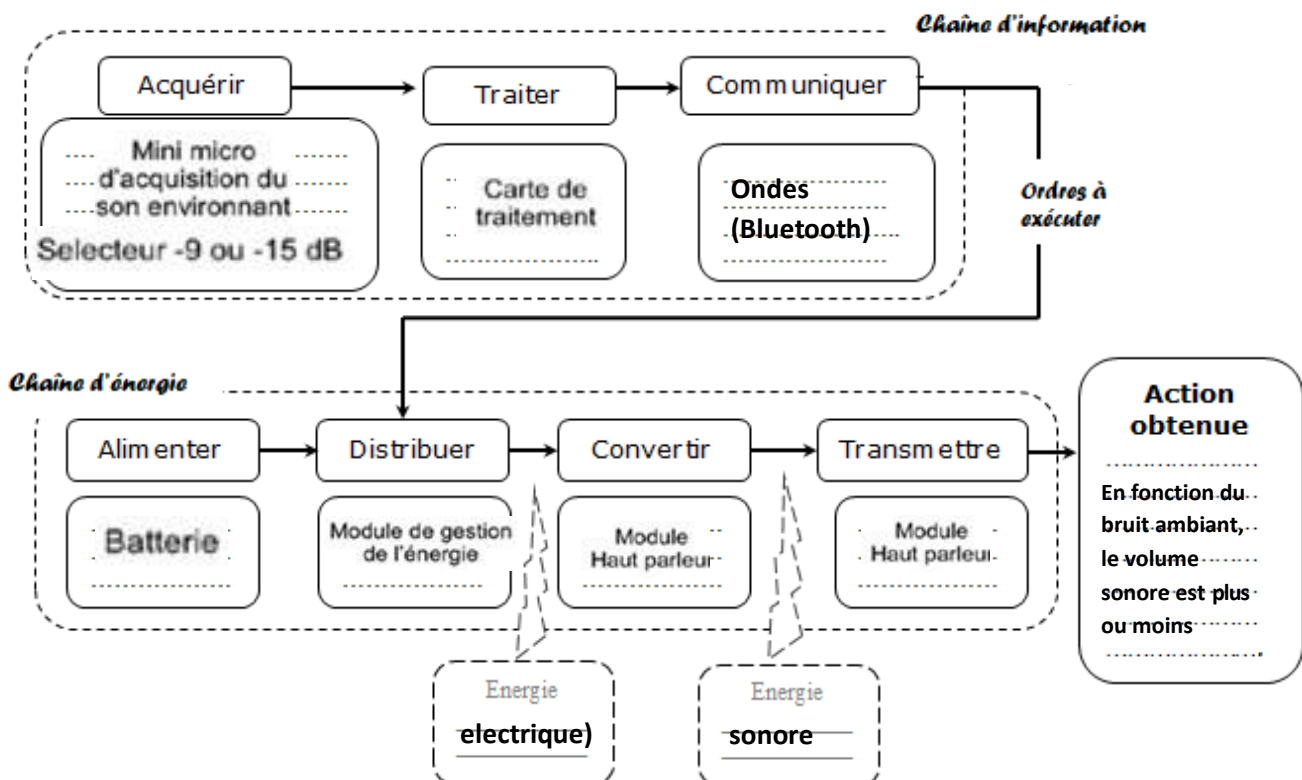 Chaîne d'information
Acquérir
Traiter
Communiquer
Mini micro
d'acquisition du
son environnant
Selecteur -9 ou -15 dB
Carte de
traitement
Ondes
(Bluetooth)
Ordres à
exécuter
Chaîne d'énergie
Alimenter
Distribuer
Convertir
Transmettre
Batterie
Module de gestion
de l'énergie
Module
Haut parleur
Module
Haut parleur
Action
obtenue
En fonction du
bruit ambiant,
le volume
sonore est plus
ou moins
Energie
electrique)
Energie
sonore